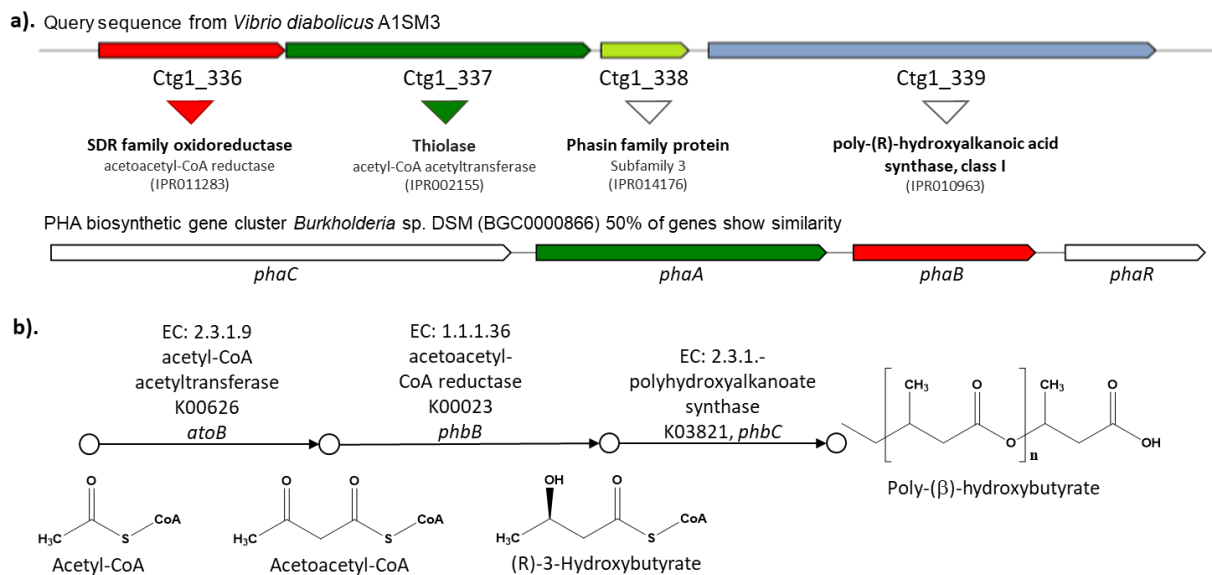 a). Query sequence from Vibrio diabolicus A1SM3
Ctg1_336 Ctg1_337 Ctg1_338 Ctg1_339
SDR family oxidoreductase
acetoacetyl-CoA reductase
(IPR011283)
Thiolase
acetyl-CoA acetyltransferase
(IPR002155)
Phasin family protein
Subfamily 3
(IPR014176)
poly-(R)-hydroxyalkanoic acid
synthase, class I
(IPR010963)
PHA biosynthetic gene cluster Burkholderia sp. DSM (BGC0000866) 50% of genes show similarity
phaC phaA phaB phaR
b).
EC: 2.3.1.9
acetyl-CoA
acetyltransferase
K00626
atoB
EC: 1.1.1.36
acetoacetyl-
CoA reductase
K00023
phbB
EC: 2.3.1.-
polyhydroxyalkanoate
synthase
K03821, phbC
CH₃ O CH₃ O
O OH
n
Poly-(β)-hydroxybutyrate
O
CoA
H₃C S
Acetyl-CoA
O O
CoA
H₃C S
Acetoacetyl-CoA
OH O
CoA
H₃C S
(R)-3-Hydroxybutyrate